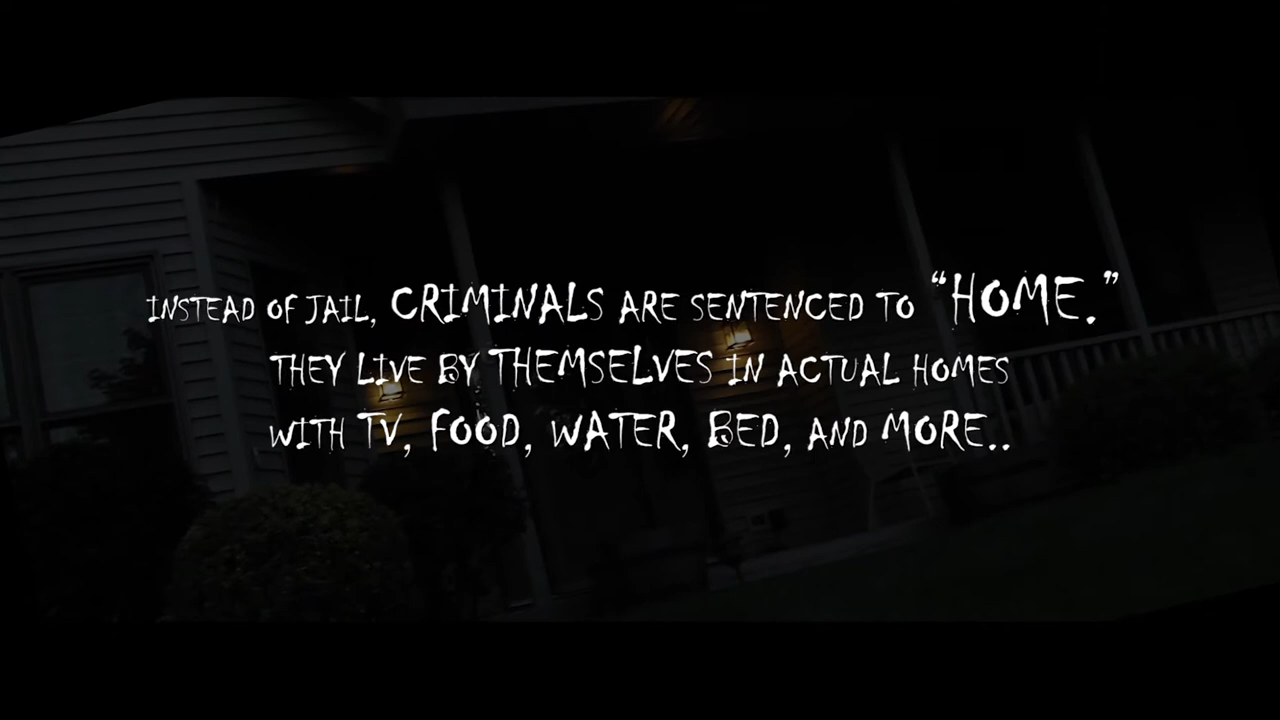 INSTEAD OF JAIL, CRIMINALS ARE SENTENCED TO “HOME.”
THEY LIVE BY THEMSELVES IN ACTUAL HOMES
WITH TV, FOOD, WATER, BED, AND MORE..